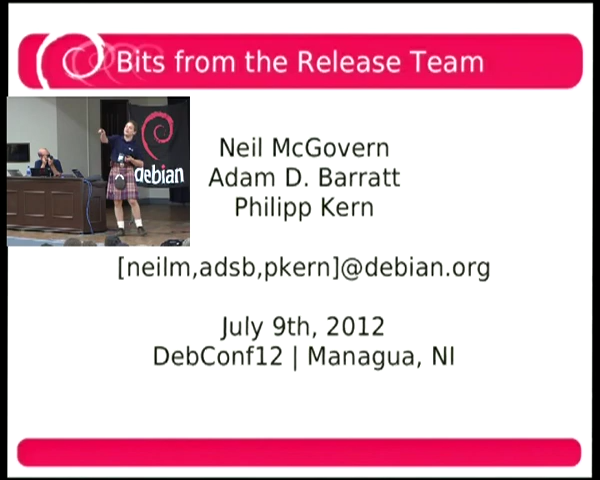 Bits from the Release Team
debian
Neil McGovern
Adam D. Barratt
Philipp Kern
[neilm,adsb,pkern]@debian.org
July 9th, 2012
DebConf12 | Managua, NI